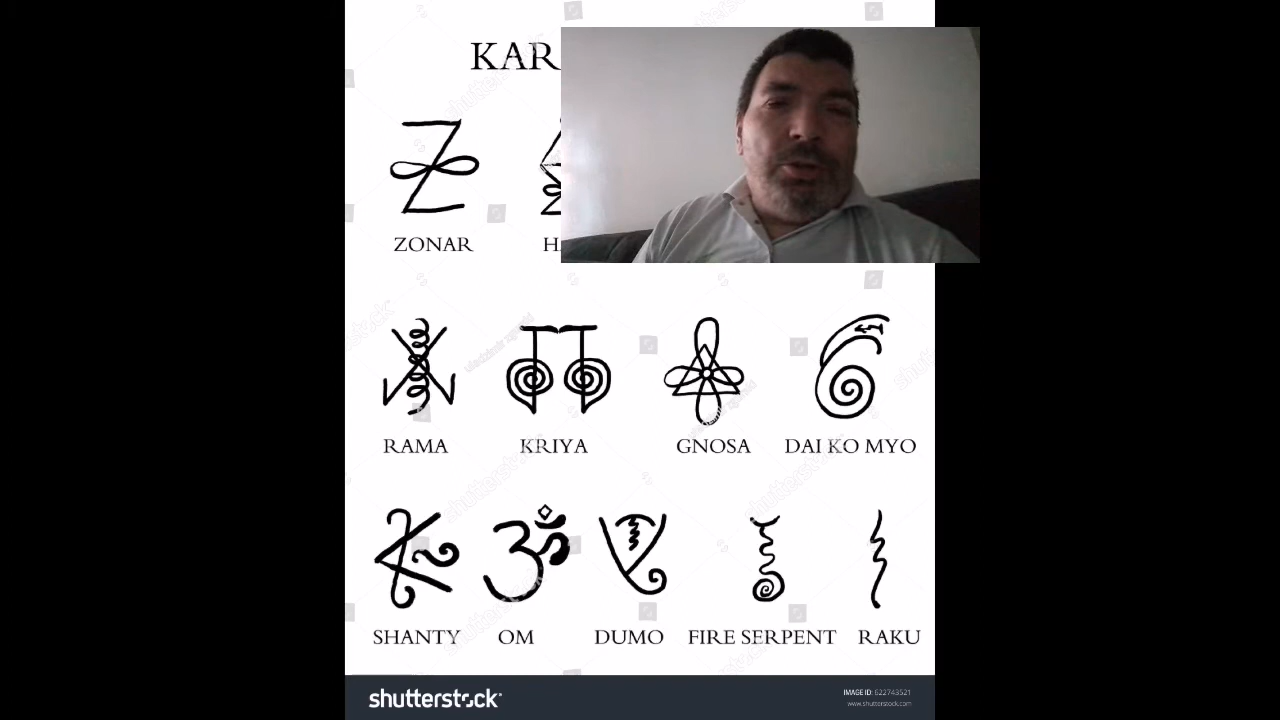 KAR
ZONAR H
RAMA KRIYA GNOSA DAI KO MYO
SHANTY OM DUMO FIRE SERPENT RAKU
shutterstock
IMAGE ID: 622743521
www.shutterstock.com